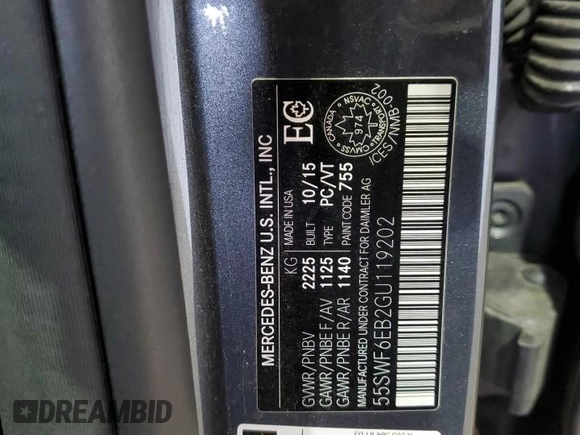 MERCEDES-BENZ U.S. INTL., INC
KG MADE IN USA
GVWR/PNBV 2225 BUILT 10/15
GAWR/PNBE F/AV 1125 TYPE PC/VT
GAWR/PNBE R/AR 1140 PAINT CODE 755
MANUFACTURED UNDER CONTRACT FOR DAIMLER AG
55SWF6EB2GU119202
EC
CANADA
NSVAC
974
CMVSS
TRANSPORT
ICES/NMB-002
DREAMBID